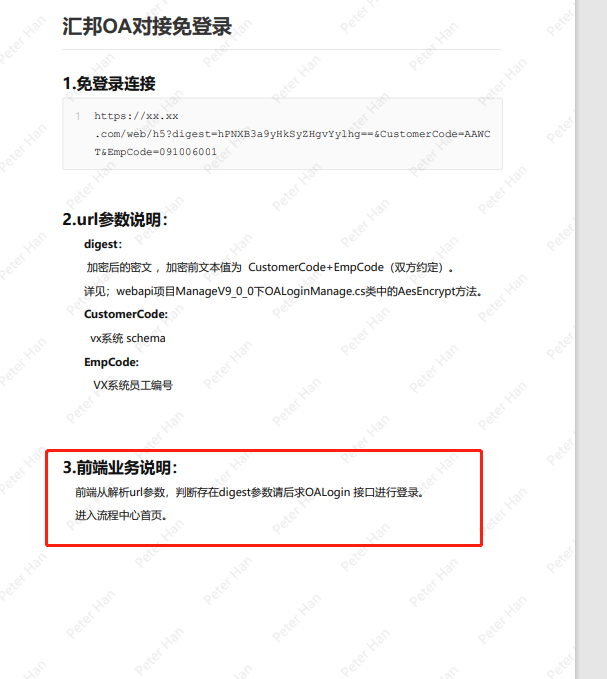 汇邦OA对接免登录
1.免登录连接
1 https://xx.xx
.com/web/h5?digest=hPNXB3a9yHkSyZHgvYylhg==&CustomerCode=AAWC
T&EmpCode=091006001
2.url参数说明：
digest：
加密后的密文 ，加密前文本值为 CustomerCode+EmpCode（双方约定）。
详见；webapi项目ManageV9_0_0下OALoginManage.cs类中的AesEncrypt方法。
CustomerCode:
vx系统 schema
EmpCode:
VX系统员工编号
3.前端业务说明：
前端从解析url参数，判断存在digest参数请后求OALogin 接口进行登录。
进入流程中心首页。
Peter Han